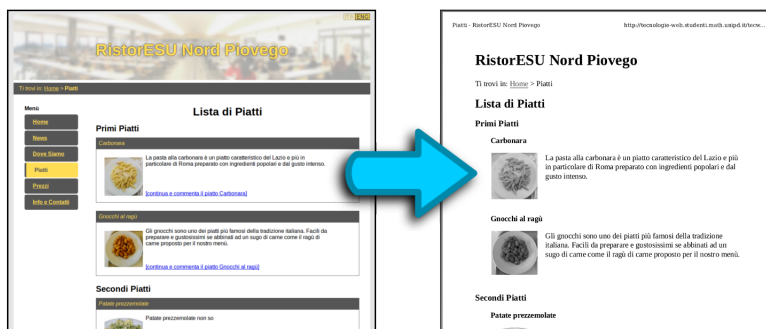 ITA ENG
RistorESU Nord Piovego
Ti trovi in: Home > Piatti
Menù
Home
News
Dove Siamo
Piatti
Prezzi
Info e Contatti
Lista di Piatti
Primi Piatti
Carbonara
La pasta alla carbonara è un piatto caratteristico del Lazio e più in
particolare di Roma preparato con ingredienti popolari e dal gusto intenso.
[continua e commenta il piatto Carbonara]
Gnocchi al ragù
Gli gnocchi sono uno dei piatti più famosi della tradizione italiana. Facili da
preparare e gustosissimi se abbinati ad un sugo di carne come il ragù di
carne proposto per il nostro menù.
[continua e commenta il piatto Gnocchi al ragù]
Secondi Piatti
Patate prezzemolate
Patate prezzemolate non so
Piatti - RistorESU Nord Piovego
http://tecnologie-web.studenti.math.unipd.it/tecw...
RistorESU Nord Piovego
Ti trovi in: Home > Piatti
Lista di Piatti
Primi Piatti
Carbonara
La pasta alla carbonara è un piatto caratteristico del Lazio e più
in particolare di Roma preparato con ingredienti popolari e dal
gusto intenso.
Gnocchi al ragù
Gli gnocchi sono uno dei piatti più famosi della tradizione
italiana. Facili da preparare e gustosissimi se abbinati ad un
sugo di carne come il ragù di carne proposto per il nostro menù.
Secondi Piatti
Patate prezzemolate